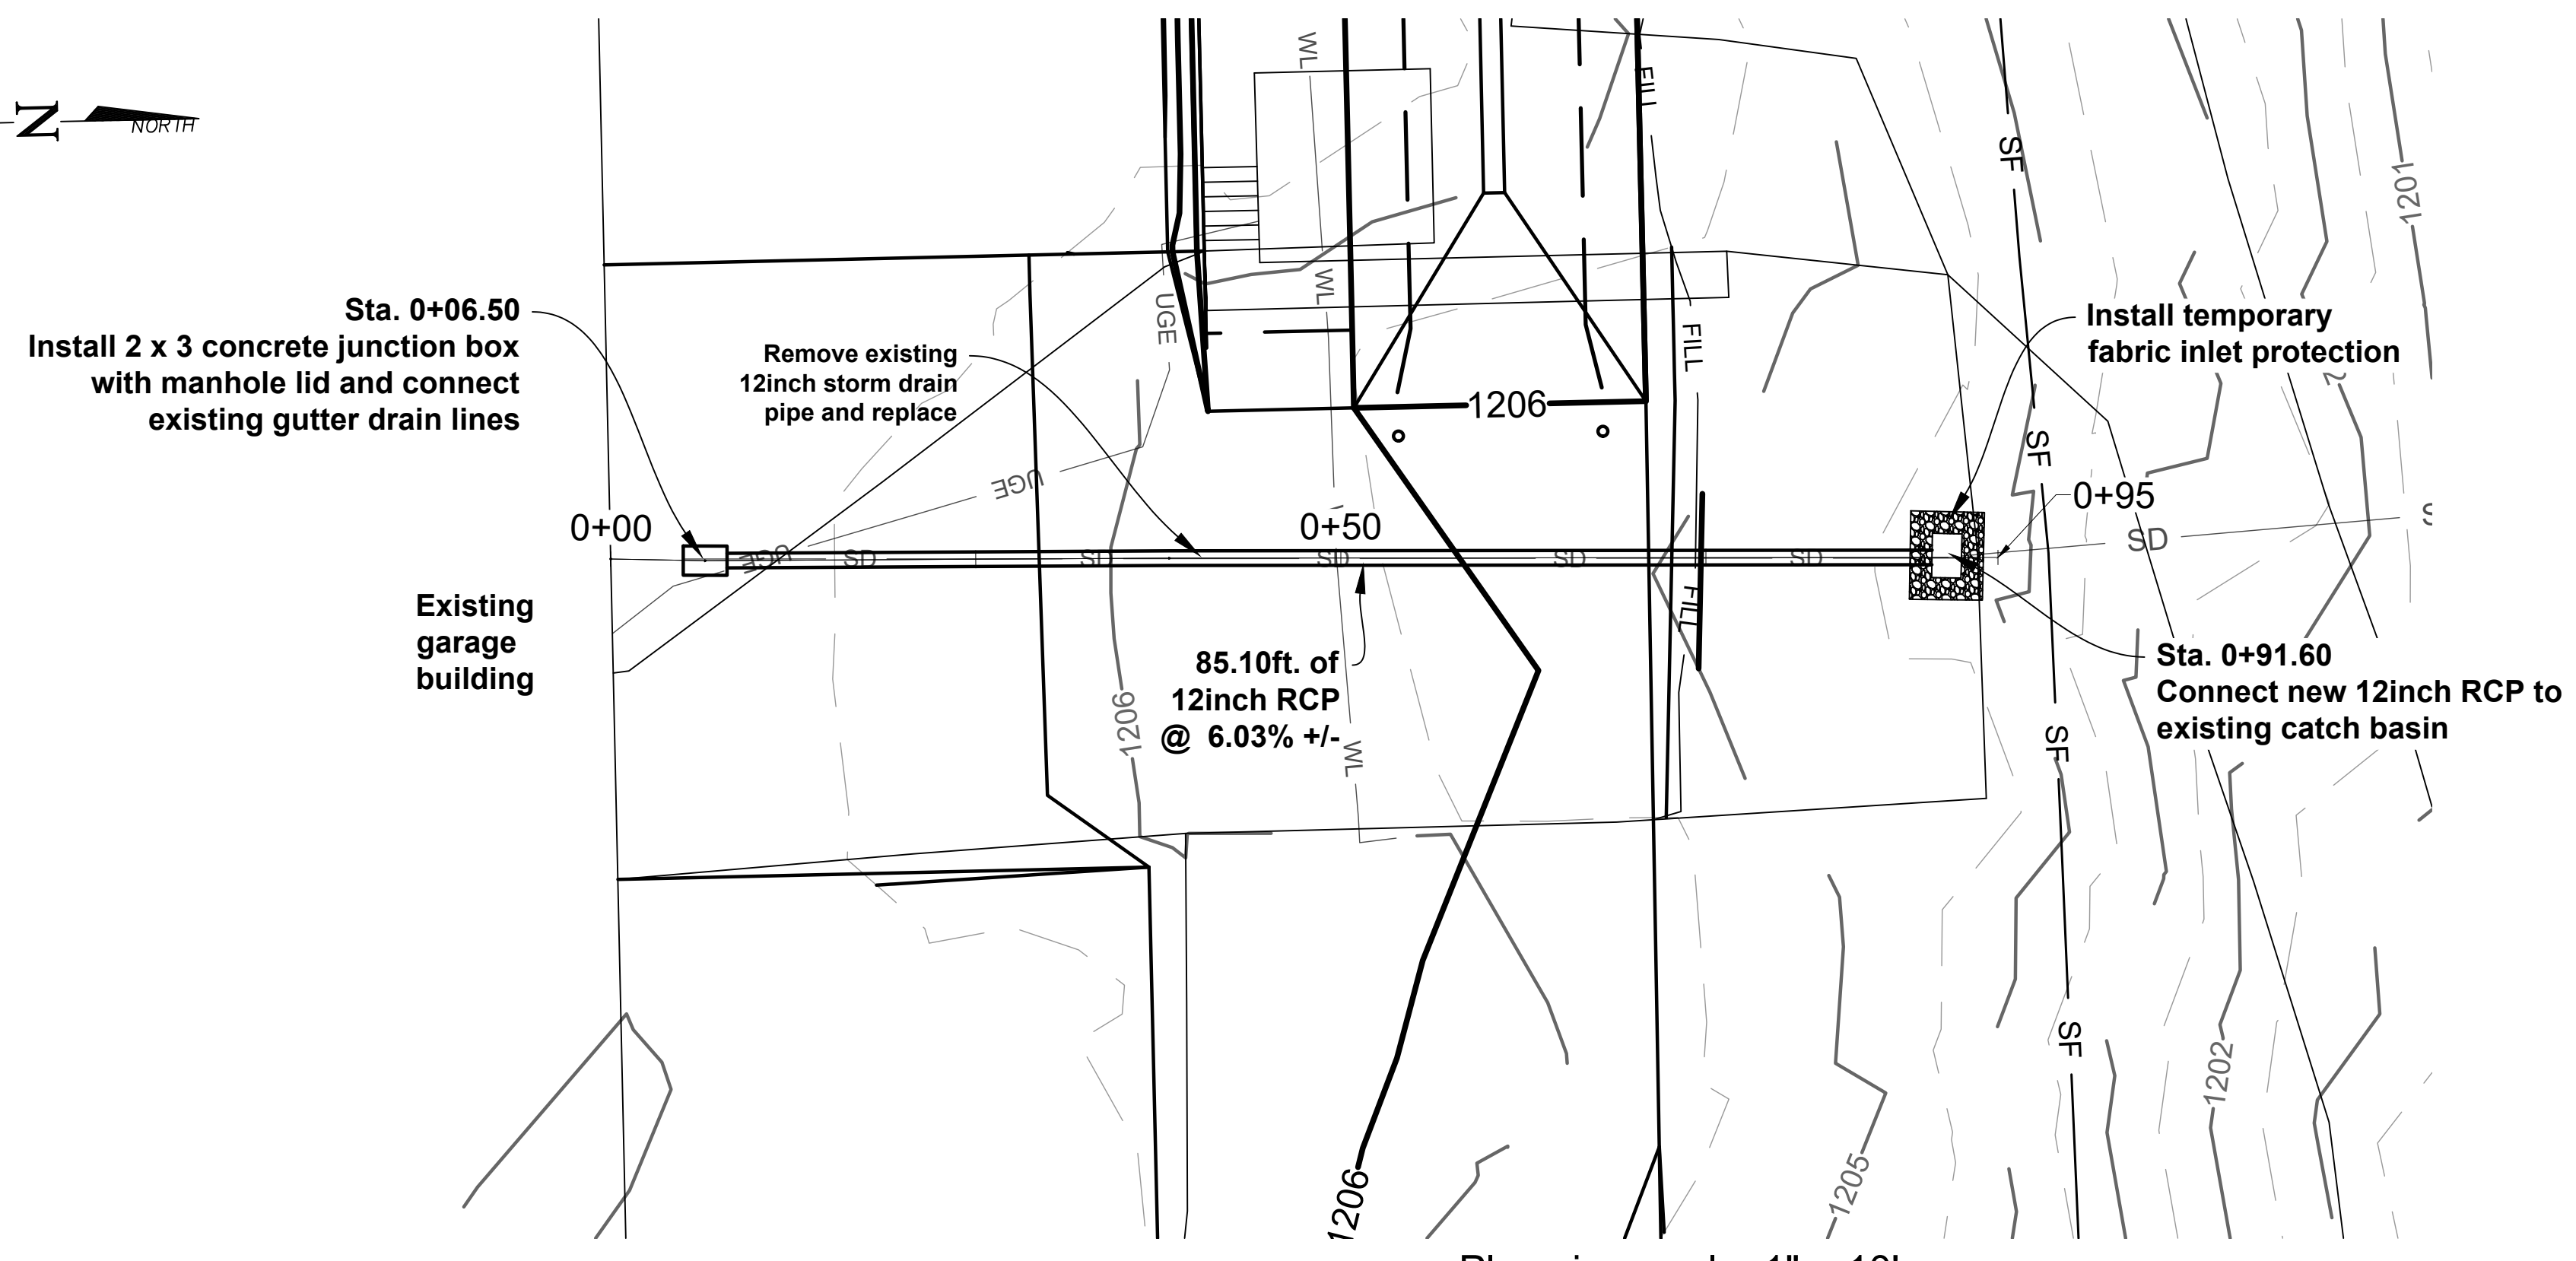 N
NORTH
WL
FILL
SF
1201
Sta. 0+06.50
Install 2 x 3 concrete junction box
with manhole lid and connect
existing gutter drain lines
Remove existing
12inch storm drain
pipe and replace
UGE
WL
FILL
Install temporary
fabric inlet protection
1206
SF
UGE
0+00
0+50
0+95
UGE
SD
SD
SD
SD
SD
SD
FILL
Existing
garage
building
1206
85.10ft. of
12inch RCP
@ 6.03% +/-
WL
SF
Sta. 0+91.60
Connect new 12inch RCP to
existing catch basin
SF
1202
1205
1206